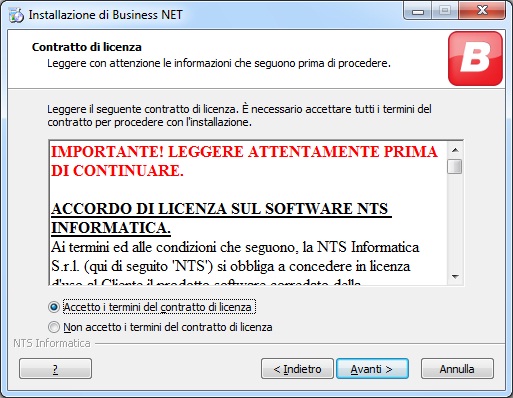 Installazione di Business NET
Contratto di licenza
Leggere con attenzione le informazioni che seguono prima di procedere.
B
Leggere il seguente contratto di licenza. È necessario accettare tutti i termini del
contratto per procedere con l'installazione.
IMPORTANTE! LEGGERE ATTENTAMENTE PRIMA
DI CONTINUARE.
ACCORDO DI LICENZA SUL SOFTWARE NTS
INFORMATICA.
Ai termini ed alle condizioni che seguono, la NTS Informatica
S.r.l. (qui di seguito 'NTS') si obbliga a concedere in licenza
d'uso al Cliente il prodotto software corredato della
Accetto i termini del contratto di licenza
Non accetto i termini del contratto di licenza
NTS Informatica
?
< Indietro
Avanti >
Annulla